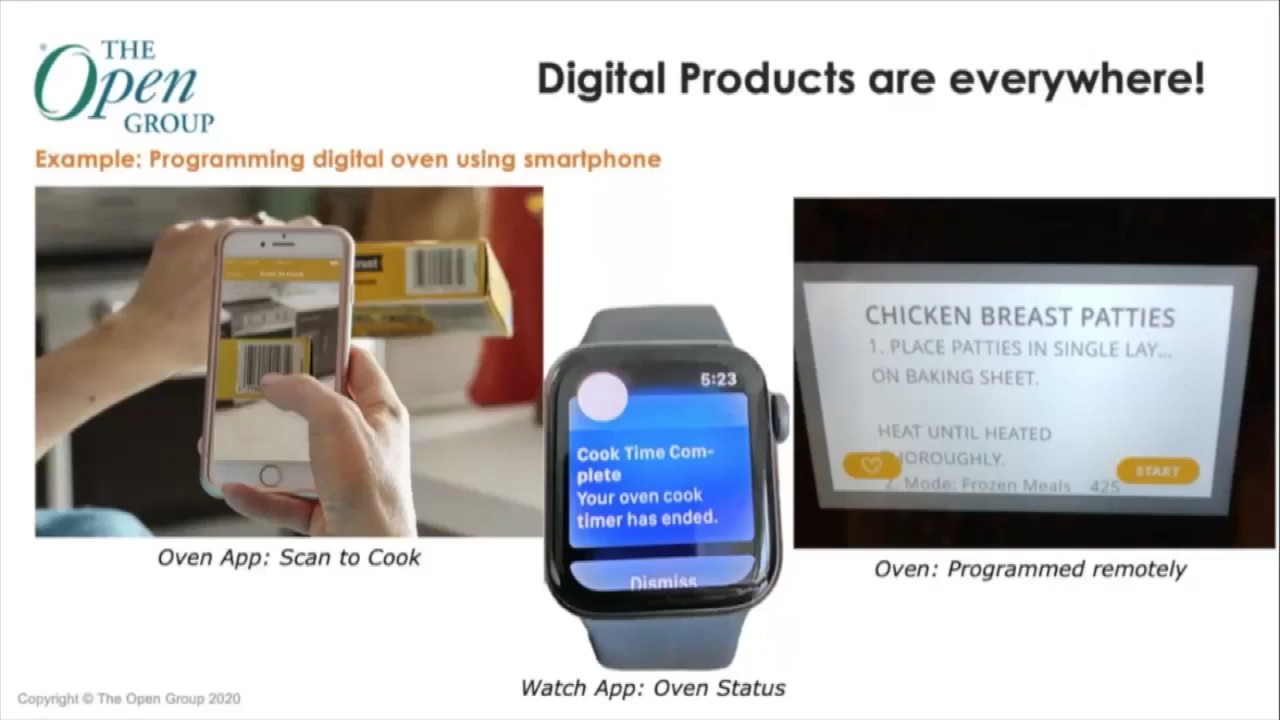 THE
Open
GROUP
Digital Products are everywhere!
Example: Programming digital oven using smartphone
Oven App: Scan to Cook
5:23
Cook Time Com-
plete
Your oven cook
timer has ended.
Dismiss
Watch App: Oven Status
CHICKEN BREAST PATTIES
1. PLACE PATTIES IN SINGLE LAY...
ON BAKING SHEET.
HEAT UNTIL HEATED
HOROUGHLY.
START
2. Mode: Frozen Meals 425
Oven: Programmed remotely
Copyright © The Open Group 2020